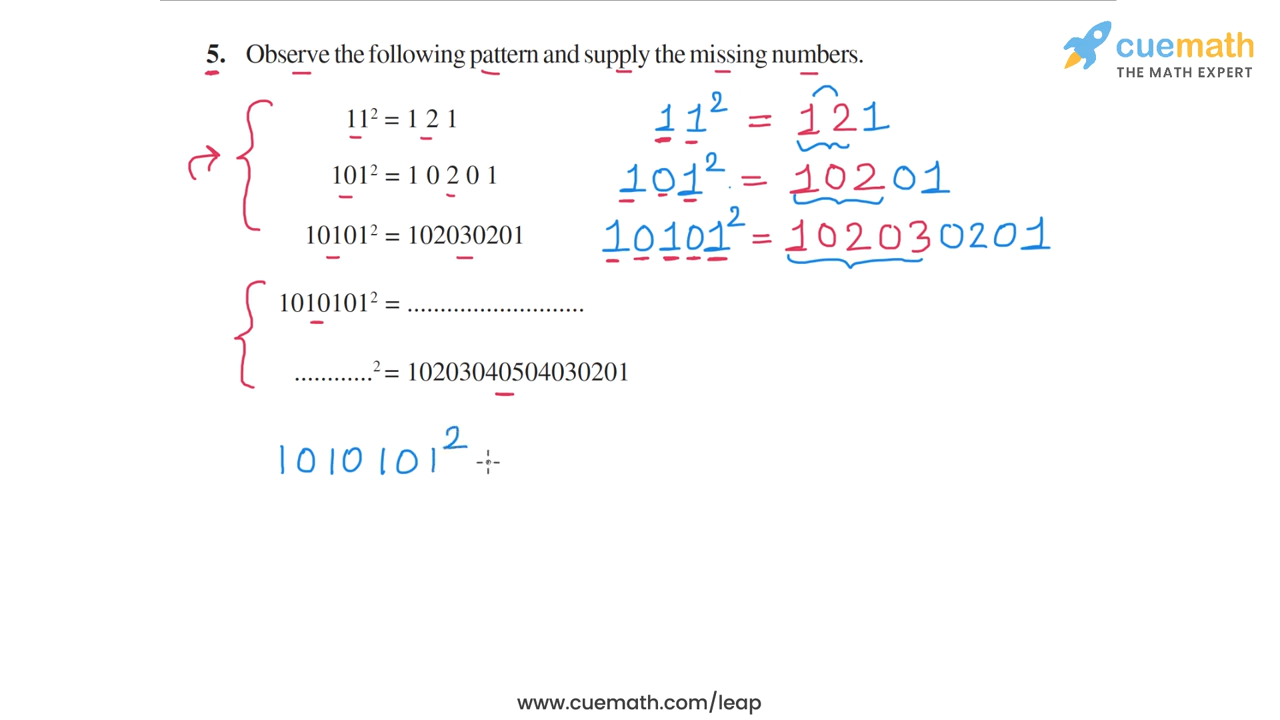 cuemath
THE MATH EXPERT
5. Observe the following pattern and supply the missing numbers.
11² = 1 2 1
101² = 1 0 2 0 1
10101² = 102030201
1010101² = ...........................
............² = 10203040504030201
11² = 121
101² = 10201
10101² = 102030201
1010101²
www.cuemath.com/leap